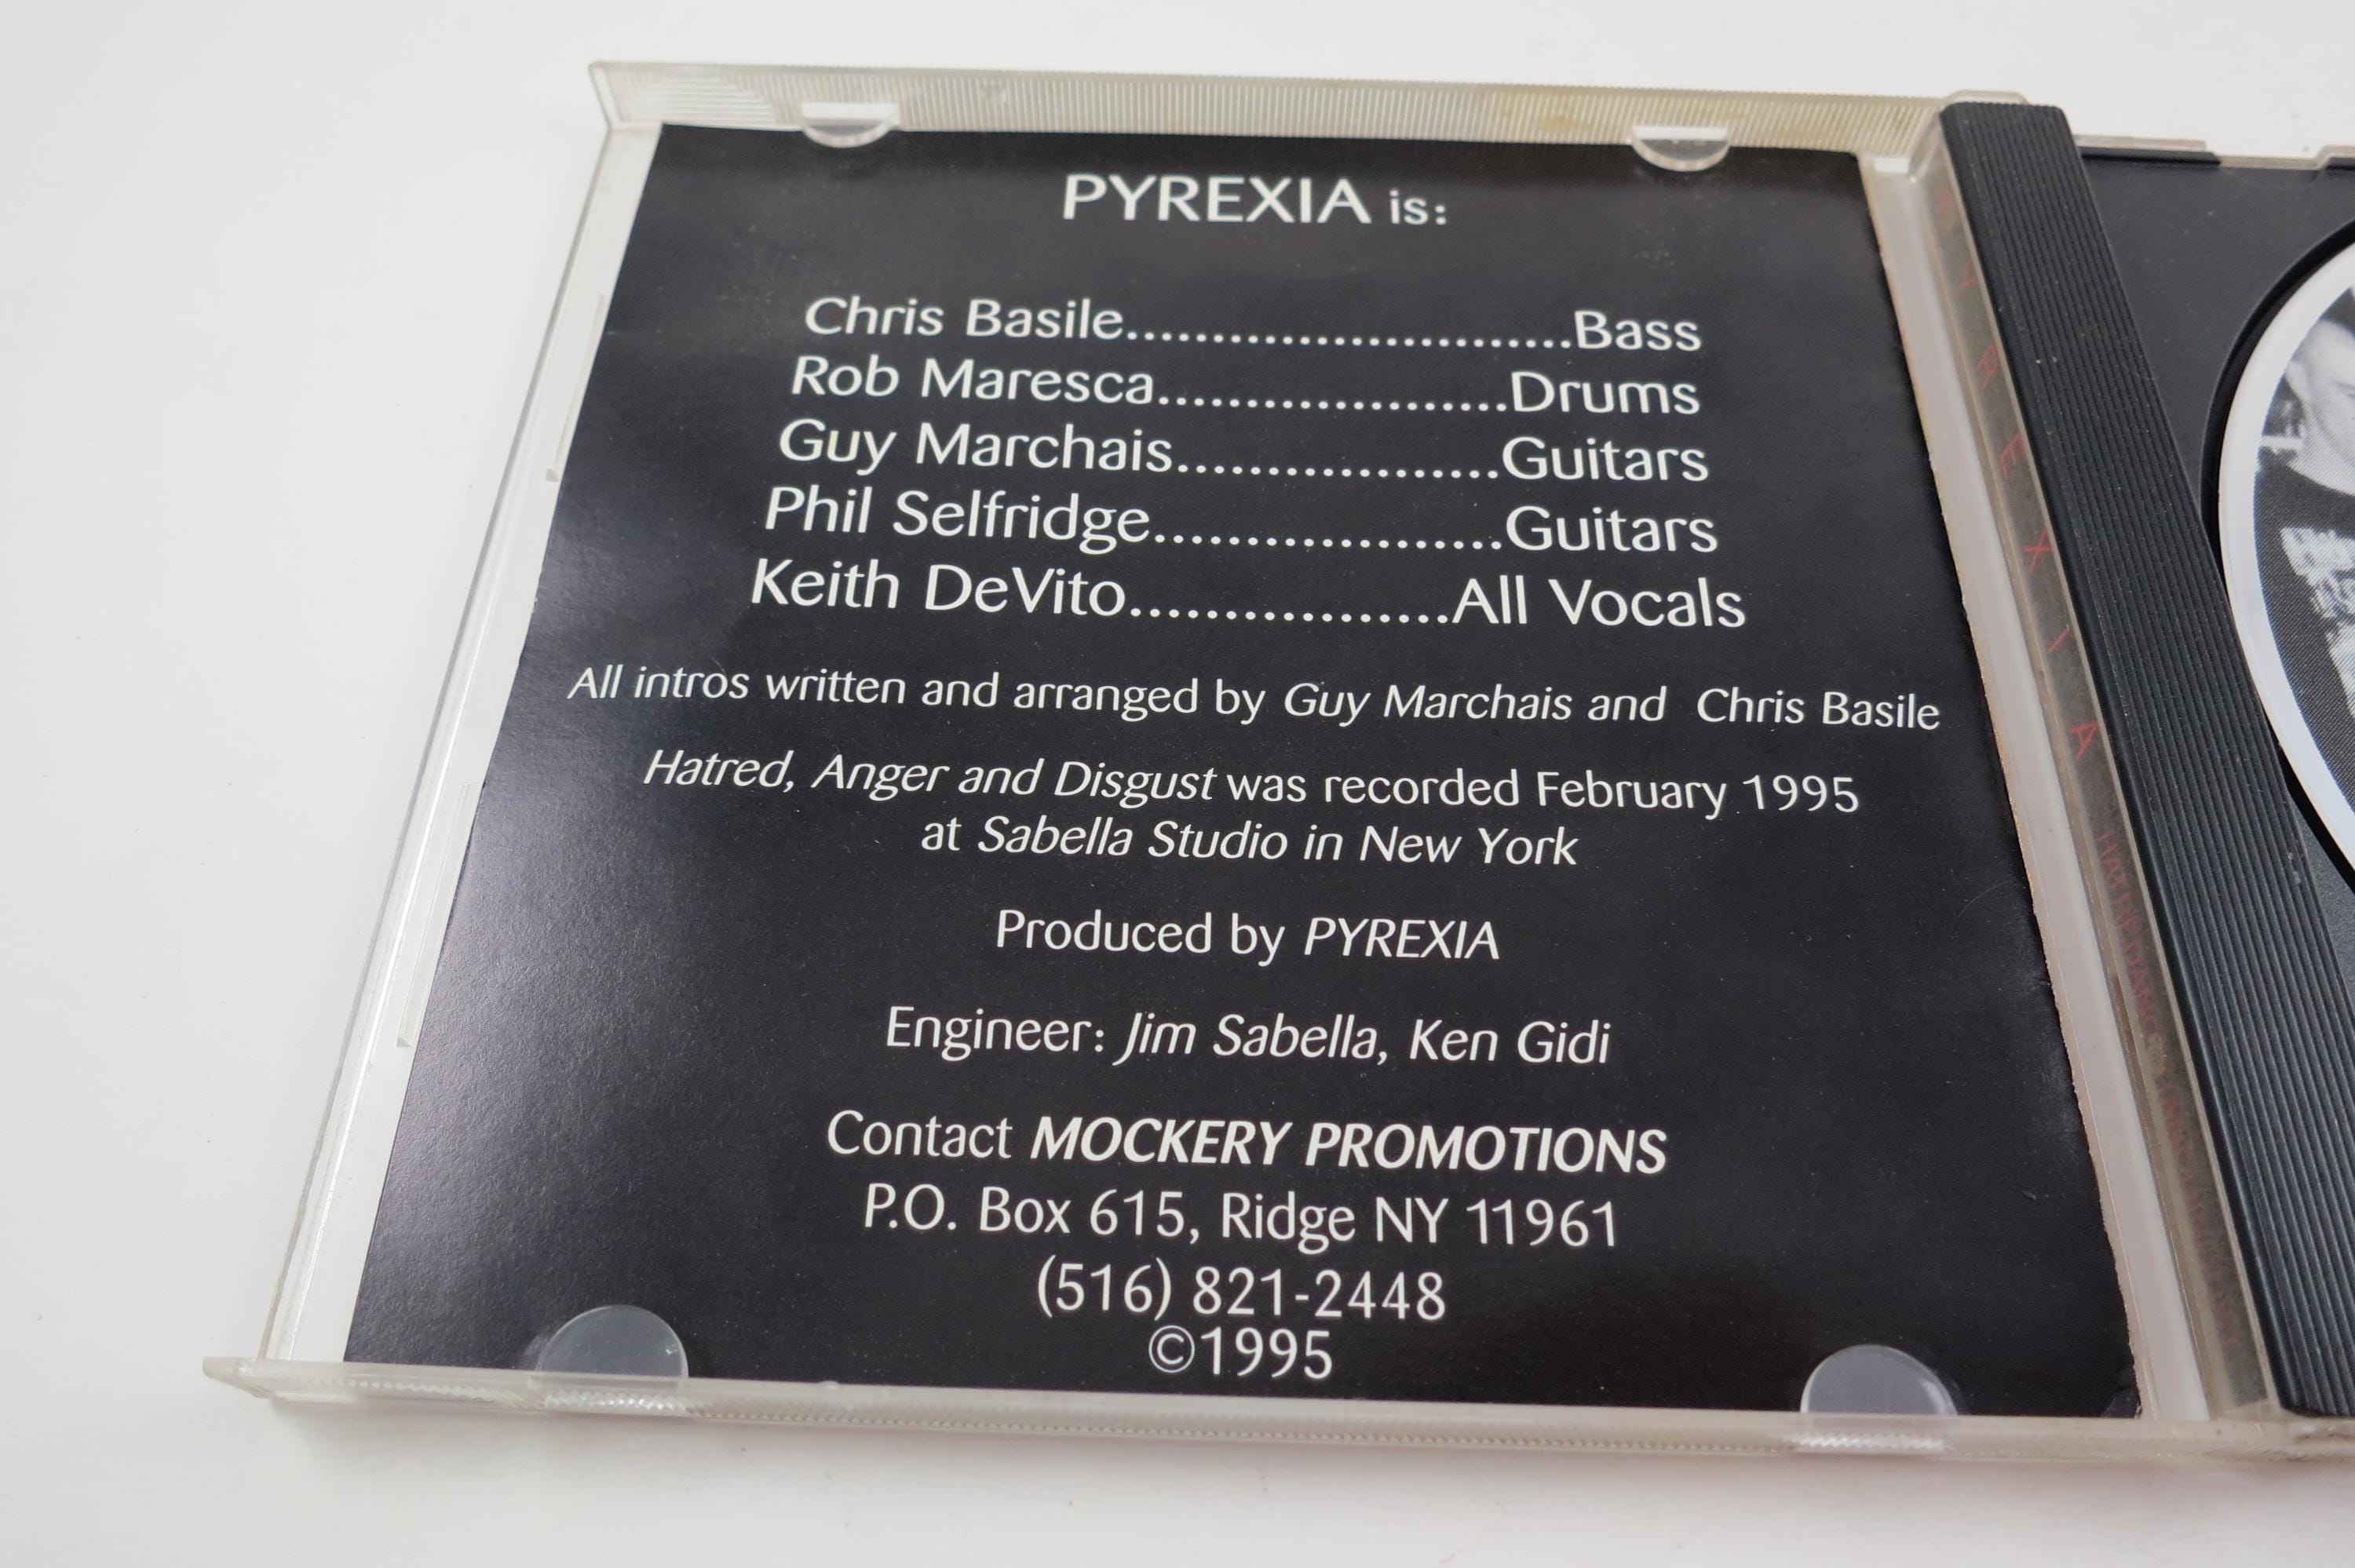 PYREXIA is:
Chris Basile..........................Bass
Rob Maresca.....................Drums
Guy Marchais...................Guitars
Phil Selfridge....................Guitars
Keith DeVito..................All Vocals
All intros written and arranged by Guy Marchais and Chris Basile
Hatred, Anger and Disgust was recorded February 1995
at Sabella Studio in New York
Produced by PYREXIA
Engineer: Jim Sabella, Ken Gidi
Contact MOCKERY PROMOTIONS
P.O. Box 615, Ridge NY 11961
(516) 821-2448
©1995
PYREXIA